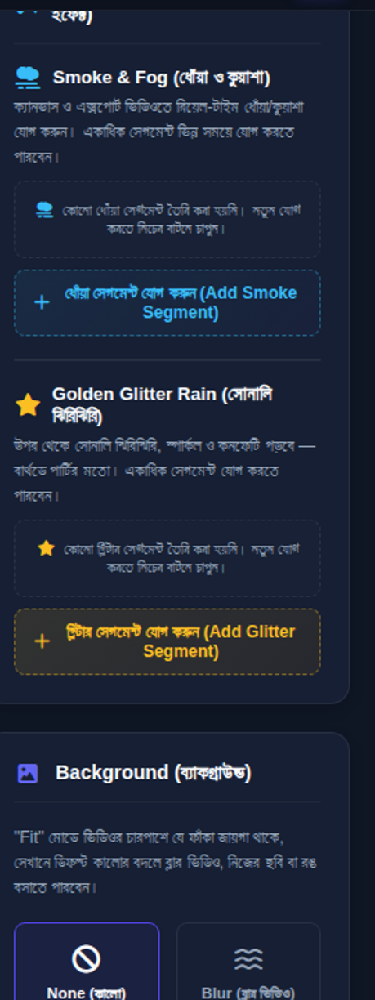 ইফেক্ট)
Smoke & Fog (ধোঁয়া ও কুয়াশা)
ক্যানভাস ও এক্সপোর্ট ভিডিওতে রিয়েল-টাইম ধোঁয়া/কুয়াশা
যোগ করুন। একাধিক সেগমেন্ট ভিন্ন সময়ে যোগ করতে
পারবেন।
কোনো ধোঁয়া সেগমেন্ট তৈরি করা হয়নি। নতুন যোগ
করতে নিচের বাটনে চাপুন।
ধোঁয়া সেগমেন্ট যোগ করুন (Add Smoke
Segment)
Golden Glitter Rain (সোনালি
ঝিরিঝিরি)
উপর থেকে সোনালি ঝিরিঝিরি, স্পার্কল ও কনফেটি পড়বে —
বার্থডে পার্টির মতো। একাধিক সেগমেন্ট যোগ করতে
পারবেন।
কোনো গ্লিটার সেগমেন্ট তৈরি করা হয়নি। নতুন যোগ
করতে নিচের বাটনে চাপুন।
গ্লিটার সেগমেন্ট যোগ করুন (Add Glitter
Segment)
Background (ব্যাকগ্রাউন্ড)
"Fit" মোডে ভিডিওর চারপাশে যে ফাঁকা জায়গা থাকে,
সেখানে ডিফল্ট কালোর বদলে ব্লার ভিডিও, নিজের ছবি বা রঙ
বসাতে পারবেন।
None (কালো)
Blur (ব্লার ভিডিও)